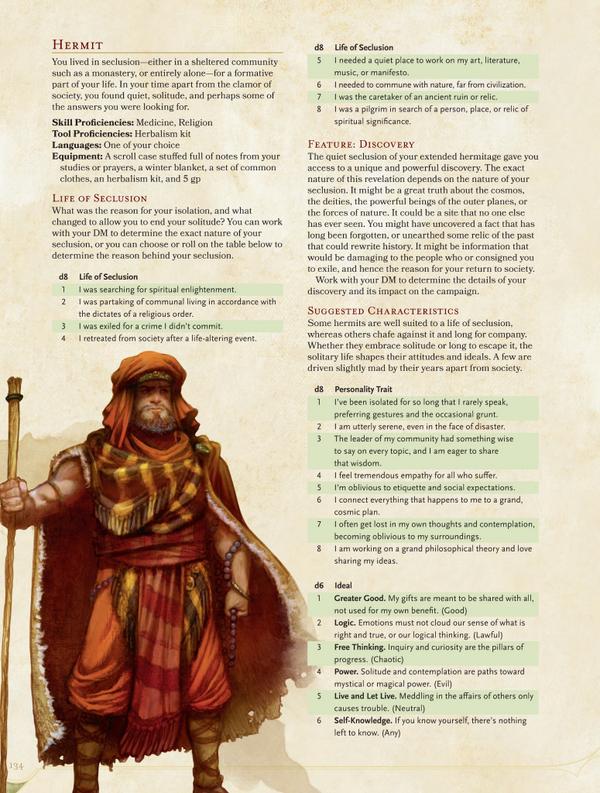 HERMIT
You lived in seclusion—either in a sheltered community
such as a monastery, or entirely alone—for a formative
part of your life. In your time apart from the clamor of
society, you found quiet, solitude, and perhaps some of
the answers you were looking for.
Skill Proficiencies: Medicine, Religion
Tool Proficiencies: Herbalism kit
Languages: One of your choice
Equipment: A scroll case stuffed full of notes from your
studies or prayers, a winter blanket, a set of common
clothes, an herbalism kit, and 5 gp
LIFE OF SECLUSION
What was the reason for your isolation, and what
changed to allow you to end your solitude? You can work
with your DM to determine the exact nature of your
seclusion, or you can choose or roll on the table below to
determine the reason behind your seclusion.
d8 Life of Seclusion
1 I was searching for spiritual enlightenment.
2 I was partaking of communal living in accordance with
the dictates of a religious order.
3 I was exiled for a crime I didn't commit.
4 I retreated from society after a life-altering event.
d8 Life of Seclusion
5 I needed a quiet place to work on my art, literature,
music, or manifesto.
6 I needed to commune with nature, far from civilization.
7 I was the caretaker of an ancient ruin or relic.
8 I was a pilgrim in search of a person, place, or relic of
spiritual significance.
FEATURE: DISCOVERY
The quiet seclusion of your extended hermitage gave you
access to a unique and powerful discovery. The exact
nature of this revelation depends on the nature of your
seclusion. It might be a great truth about the cosmos,
the deities, the powerful beings of the outer planes, or
the forces of nature. It could be a site that no one else
has ever seen. You might have uncovered a fact that has
long been forgotten, or unearthed some relic of the past
that could rewrite history. It might be information that
would be damaging to the people who or consigned you
to exile, and hence the reason for your return to society.
Work with your DM to determine the details of your
discovery and its impact on the campaign.
SUGGESTED CHARACTERISTICS
Some hermits are well suited to a life of seclusion,
whereas others chafe against it and long for company.
Whether they embrace solitude or long to escape it, the
solitary life shapes their attitudes and ideals. A few are
driven slightly mad by their years apart from society.
d8 Personality Trait
1 I've been isolated for so long that I rarely speak,
preferring gestures and the occasional grunt.
2 I am utterly serene, even in the face of disaster.
3 The leader of my community had something wise
to say on every topic, and I am eager to share
that wisdom.
4 I feel tremendous empathy for all who suffer.
5 I'm oblivious to etiquette and social expectations.
6 I connect everything that happens to me to a grand,
cosmic plan.
7 I often get lost in my own thoughts and contemplation,
becoming oblivious to my surroundings.
8 I am working on a grand philosophical theory and love
sharing my ideas.
d6 Ideal
1 Greater Good. My gifts are meant to be shared with all,
not used for my own benefit. (Good)
2 Logic. Emotions must not cloud our sense of what is
right and true, or our logical thinking. (Lawful)
3 Free Thinking. Inquiry and curiosity are the pillars of
progress. (Chaotic)
4 Power. Solitude and contemplation are paths toward
mystical or magical power. (Evil)
5 Live and Let Live. Meddling in the affairs of others only
causes trouble. (Neutral)
6 Self-Knowledge. If you know yourself, there's nothing
left to know. (Any)
134